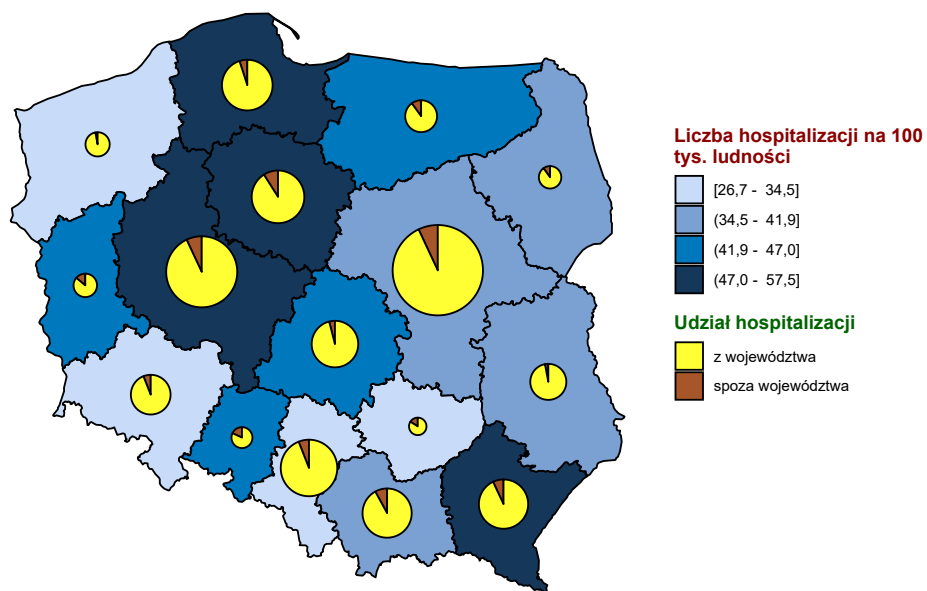 Liczba hospitalizacji na 100
tys. ludności
[26,7 - 34,5]
(34,5 - 41,9]
(41,9 - 47,0]
(47,0 - 57,5]
Udział hospitalizacji
z województwa
spoza województwa